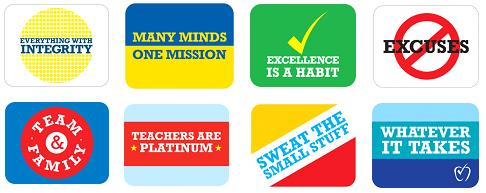 EVERYTHING WITH
INTEGRITY
MANY MINDS
ONE MISSION
EXCELLENCE
IS A HABIT
EXCUSES
TEAM
&
FAMILY
TEACHERS ARE
PLATINUM
SWEAT THE
SMALL STUFF
WHATEVER
IT TAKES